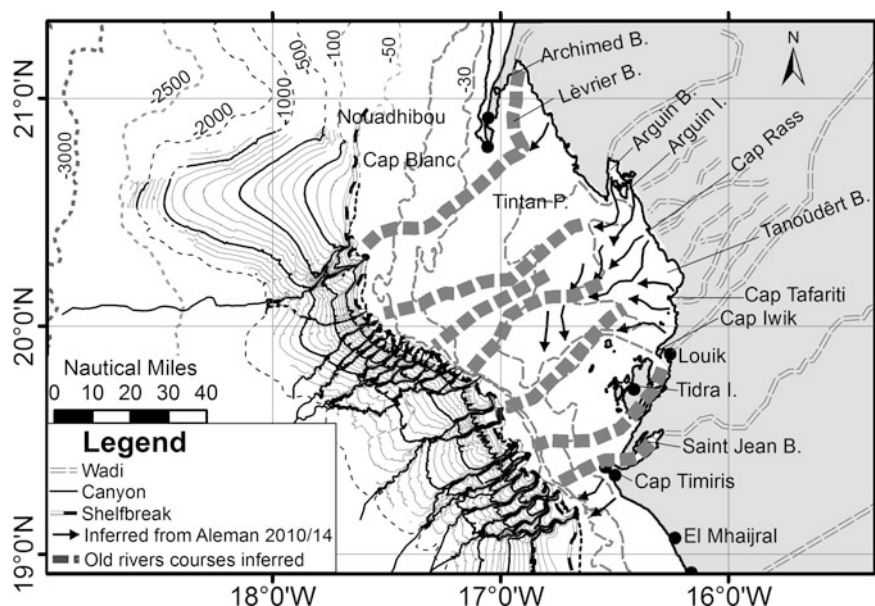 -3000
-2500
-2000
-1000
-500
100
-50
-30
Archimed B.
N
21°0'N
Lèvrier B.
Nouadhibou
Arguin B.
Arguin I.
Cap Blanc
Cap Rass
Tintan P.
Tanoûdêrt B.
20°0'N
Cap Tafariti
Cap Iwik
Louik
Nautical Miles
0 10 20 30 40
Tidra I.
Legend
Wadi
Canyon
Shelfbreak
Inferred from Aleman 2010/14
Old rivers courses inferred
Saint Jean B.
Cap Timiris
El Mhaijral
19°0'N
18°0'W 17°0'W 16°0'W